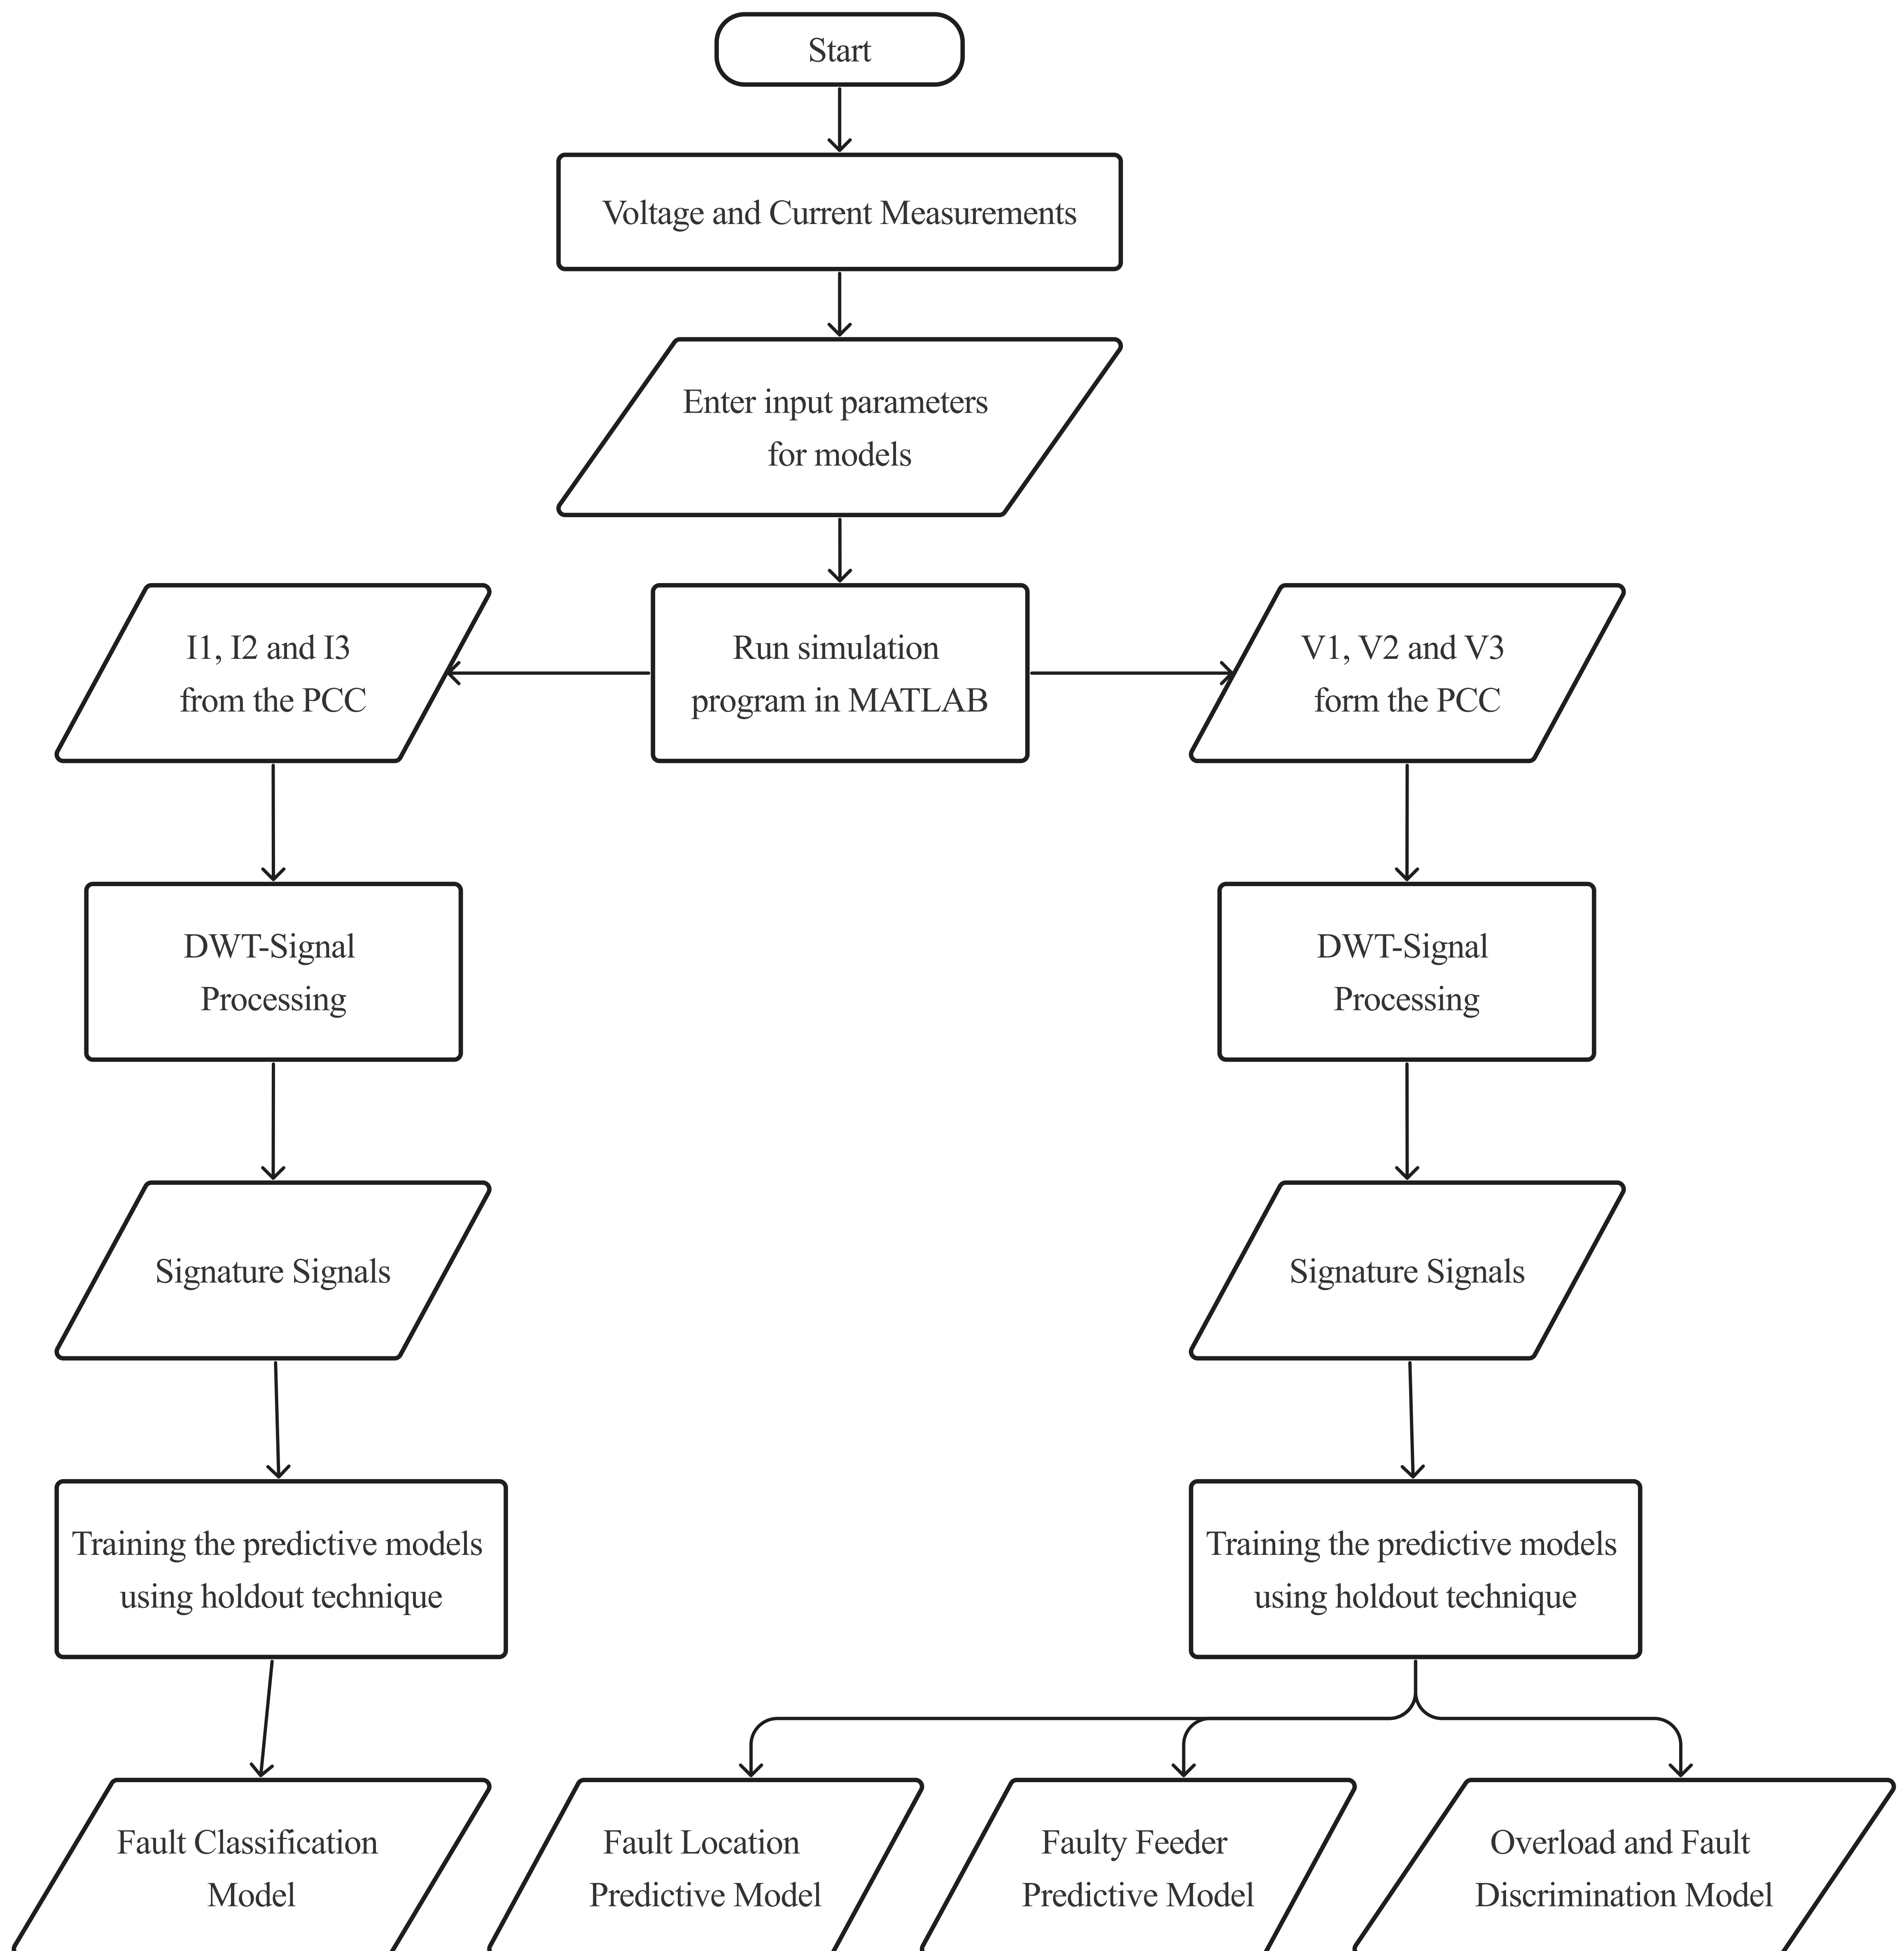 Start
Voltage and Current Measurements
Enter input parameters
for models
I1, I2 and I3
from the PCC
Run simulation
program in MATLAB
V1, V2 and V3
form the PCC
DWT-Signal
Processing
DWT-Signal
Processing
Signature Signals
Signature Signals
Training the predictive models
using holdout technique
Training the predictive models
using holdout technique
Fault Classification
Model
Fault Location
Predictive Model
Faulty Feeder
Predictive Model
Overload and Fault
Discrimination Model